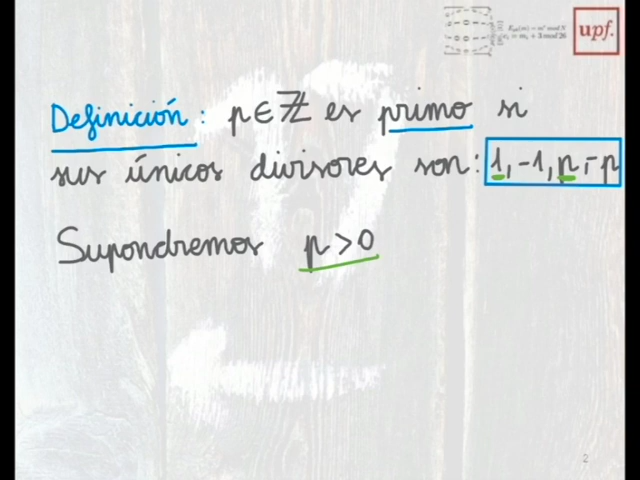 upf.
Definición: p ∈ ℤ es primo si
sus únicos divisores son: 1, -1, p, -p
Supondremos p > 0
2